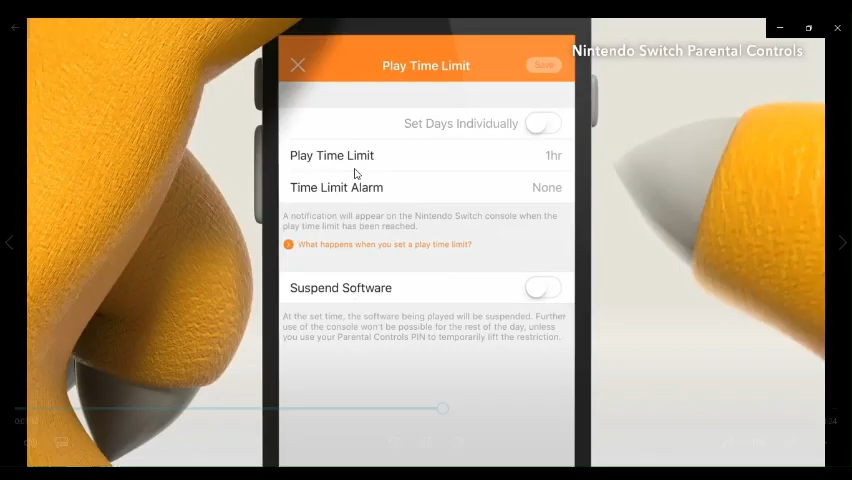 Nintendo Switch Parental Controls
Play Time Limit
Save
Set Days Individually
Play Time Limit 1hr
Time Limit Alarm None
A notification will appear on the Nintendo Switch console when the
play time limit has been reached.
What happens when you set a play time limit?
Suspend Software
At the set time, the software being played will be suspended. Further
use of the console won't be possible for the rest of the day, unless
you use your Parental Controls PIN to temporarily lift the restriction.